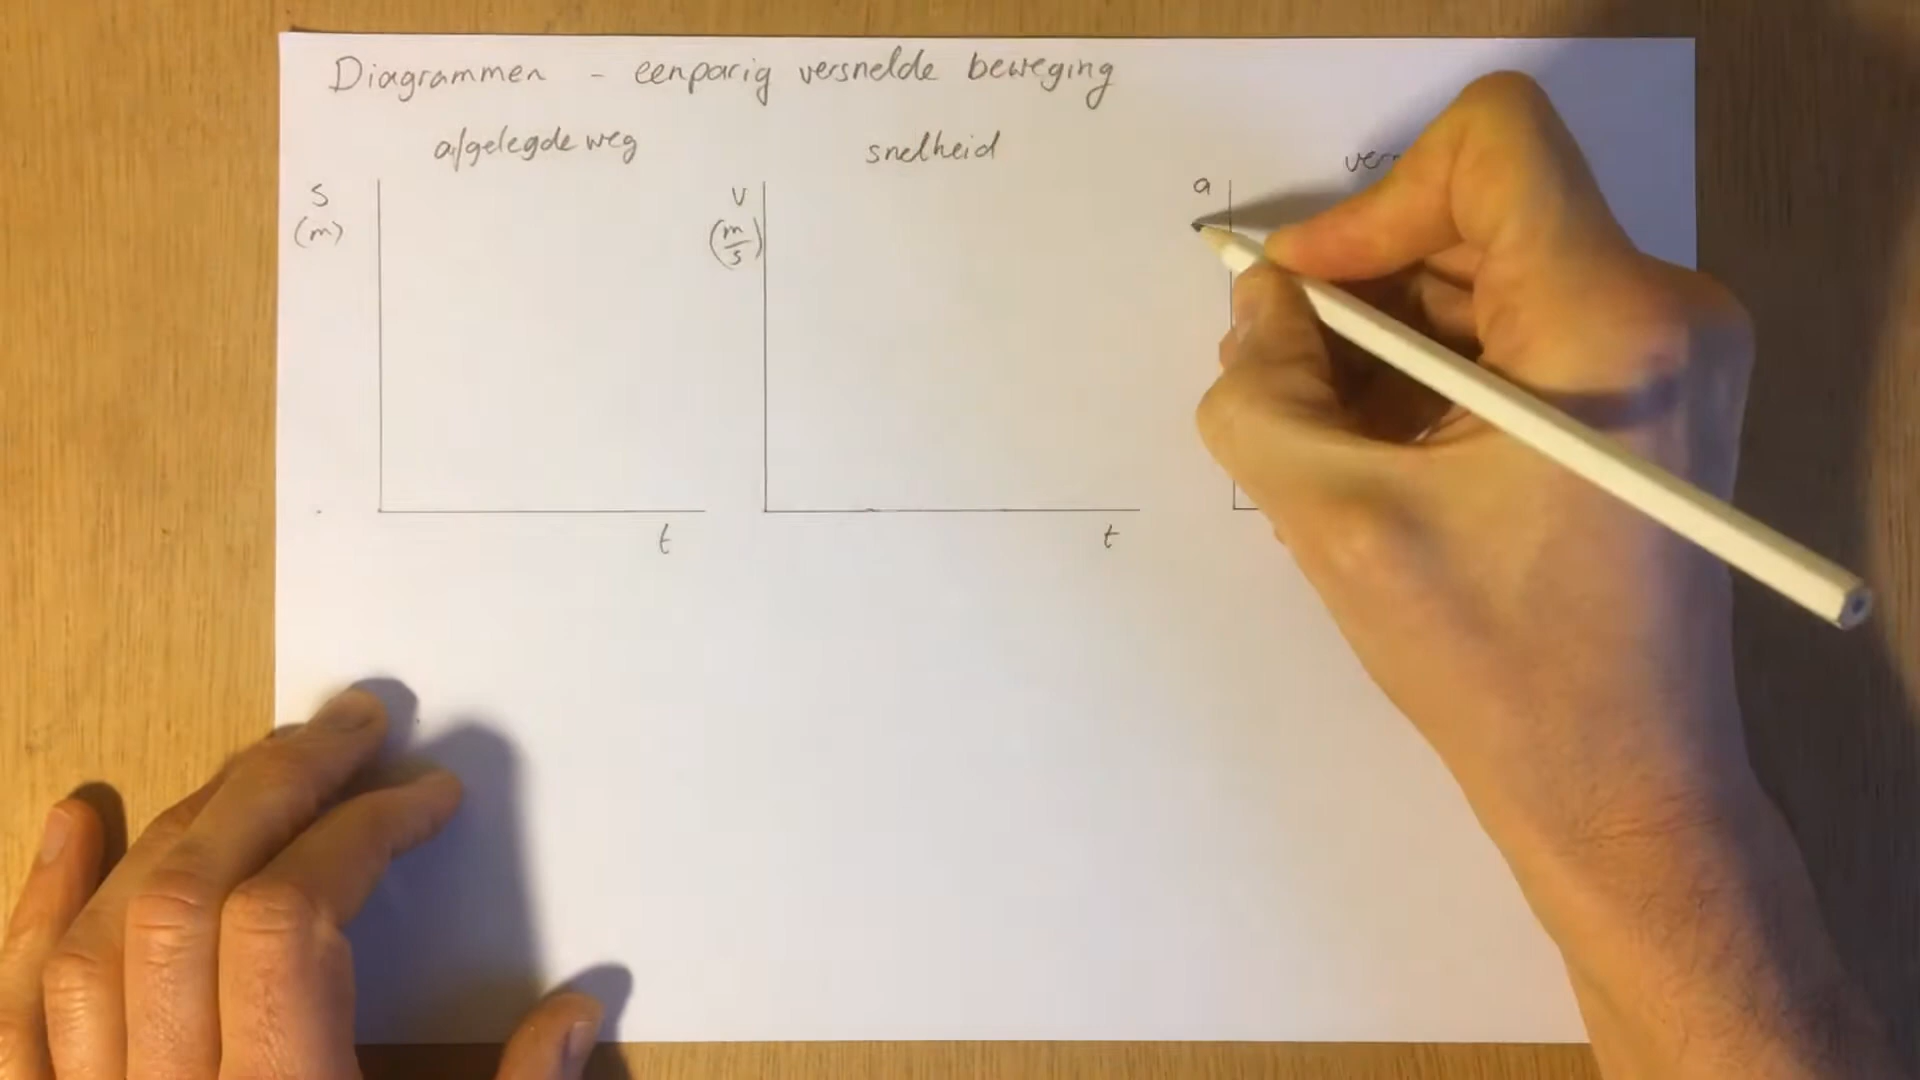 Diagrammen - eenparig versnelde beweging
afgelegde weg snelheid
s v a
(m) (m/s)
t t